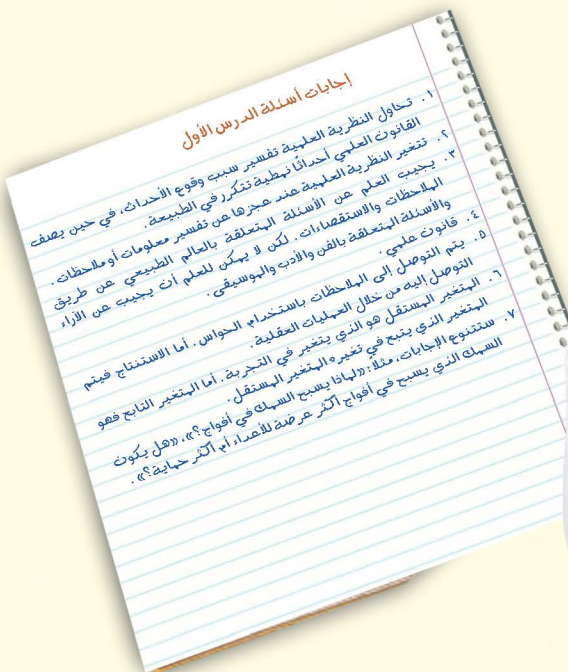 إجابات أسئلة الدرس الأول
١. تحاول النظرية العلمية تفسير سبب وقوع الأحداث، في حين يصف
القانون العلمي أحداثًا نمطية تتكرر في الطبيعة.
٢. تتغير النظرية العلمية عند عجزها عن تفسير معلومات أو ملاحظات.
٣. يجيب العلم عن الأسئلة المتعلقة بالعالم الطبيعي عن طريق
الملاحظات والاستقصاءات. لكن لا يمكن للعلم أن يجيب عن الآراء
والأسئلة المتعلقة بالفن والأدب والموسيقى.
٤. قانون علمي.
٥. يتم التوصل إلى الملاحظات باستخدام الحواس. أما الاستنتاج فيتم
التوصل إليه من خلال العمليات العقلية.
٦. المتغير المستقل هو الذي يتغير في التجربة. أما المتغير التابع فهو
المتغير الذي يتبع في تغيره المتغير المستقل.
٧. ستتنوع الإجابات، مثلا: «لماذا يسبح السمك في أفواج؟»، «هل يكون
السمك الذي يسبح في أفواج أكثر عرضة للأعداء أم أكثر حماية؟».